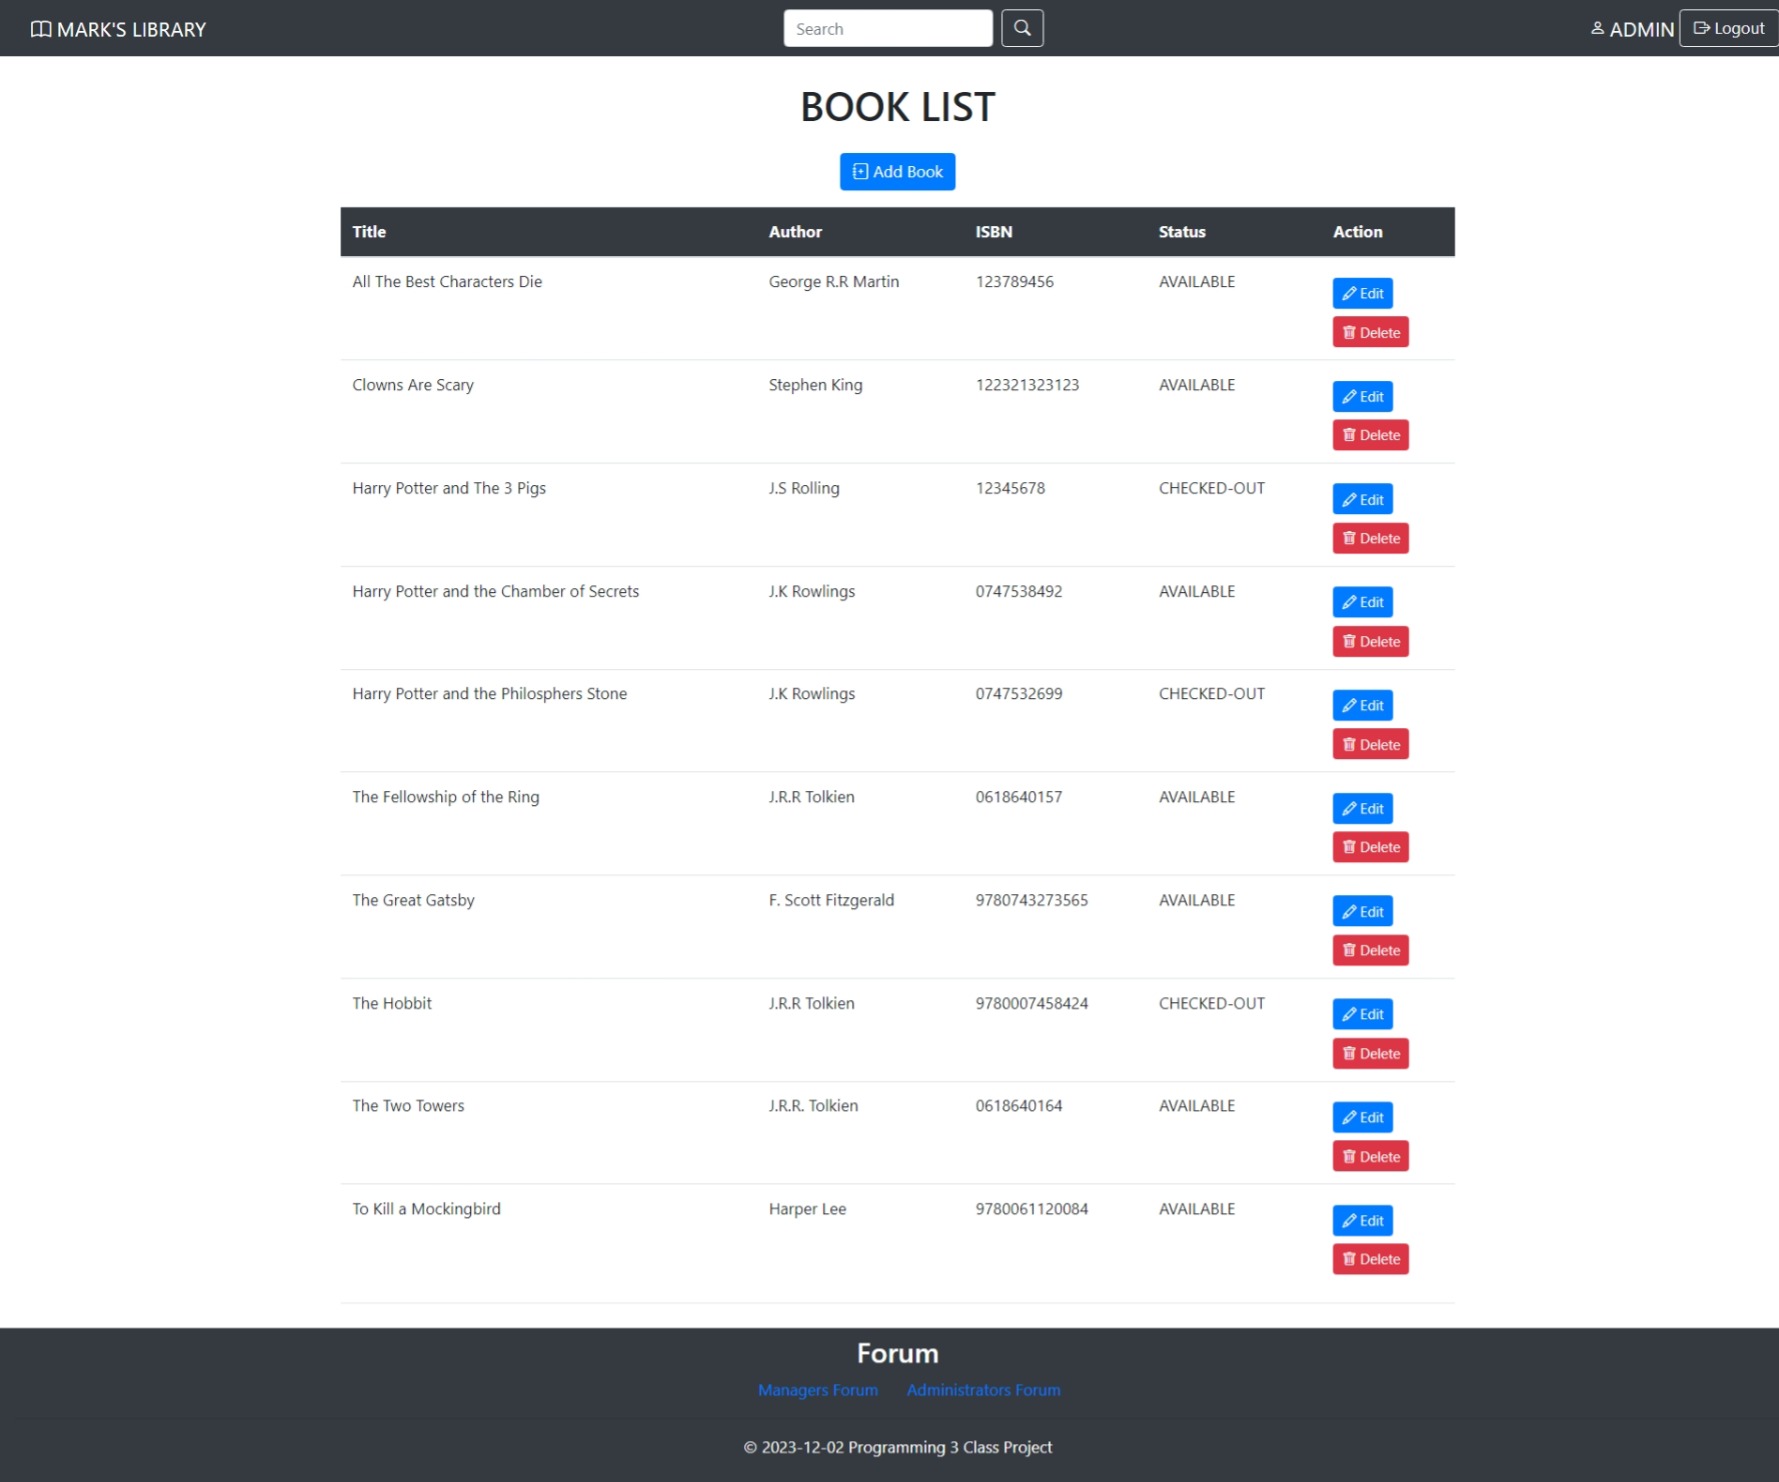 MARK'S LIBRARY Search ADMIN Logout
BOOK LIST
Add Book
Title Author ISBN Status Action
All The Best Characters Die George R.R Martin 123789456 AVAILABLE Edit
Delete
Clowns Are Scary Stephen King 122321323123 AVAILABLE Edit
Delete
Harry Potter and The 3 Pigs J.S Rolling 12345678 CHECKED-OUT Edit
Delete
Harry Potter and the Chamber of Secrets J.K Rowlings 0747538492 AVAILABLE Edit
Delete
Harry Potter and the Philosphers Stone J.K Rowlings 0747532699 CHECKED-OUT Edit
Delete
The Fellowship of the Ring J.R.R Tolkien 0618640157 AVAILABLE Edit
Delete
The Great Gatsby F. Scott Fitzgerald 9780743273565 AVAILABLE Edit
Delete
The Hobbit J.R.R Tolkien 9780007458424 CHECKED-OUT Edit
Delete
The Two Towers J.R.R. Tolkien 0618640164 AVAILABLE Edit
Delete
To Kill a Mockingbird Harper Lee 9780061120084 AVAILABLE Edit
Delete
Forum
Managers Forum Administrators Forum
© 2023-12-02 Programming 3 Class Project